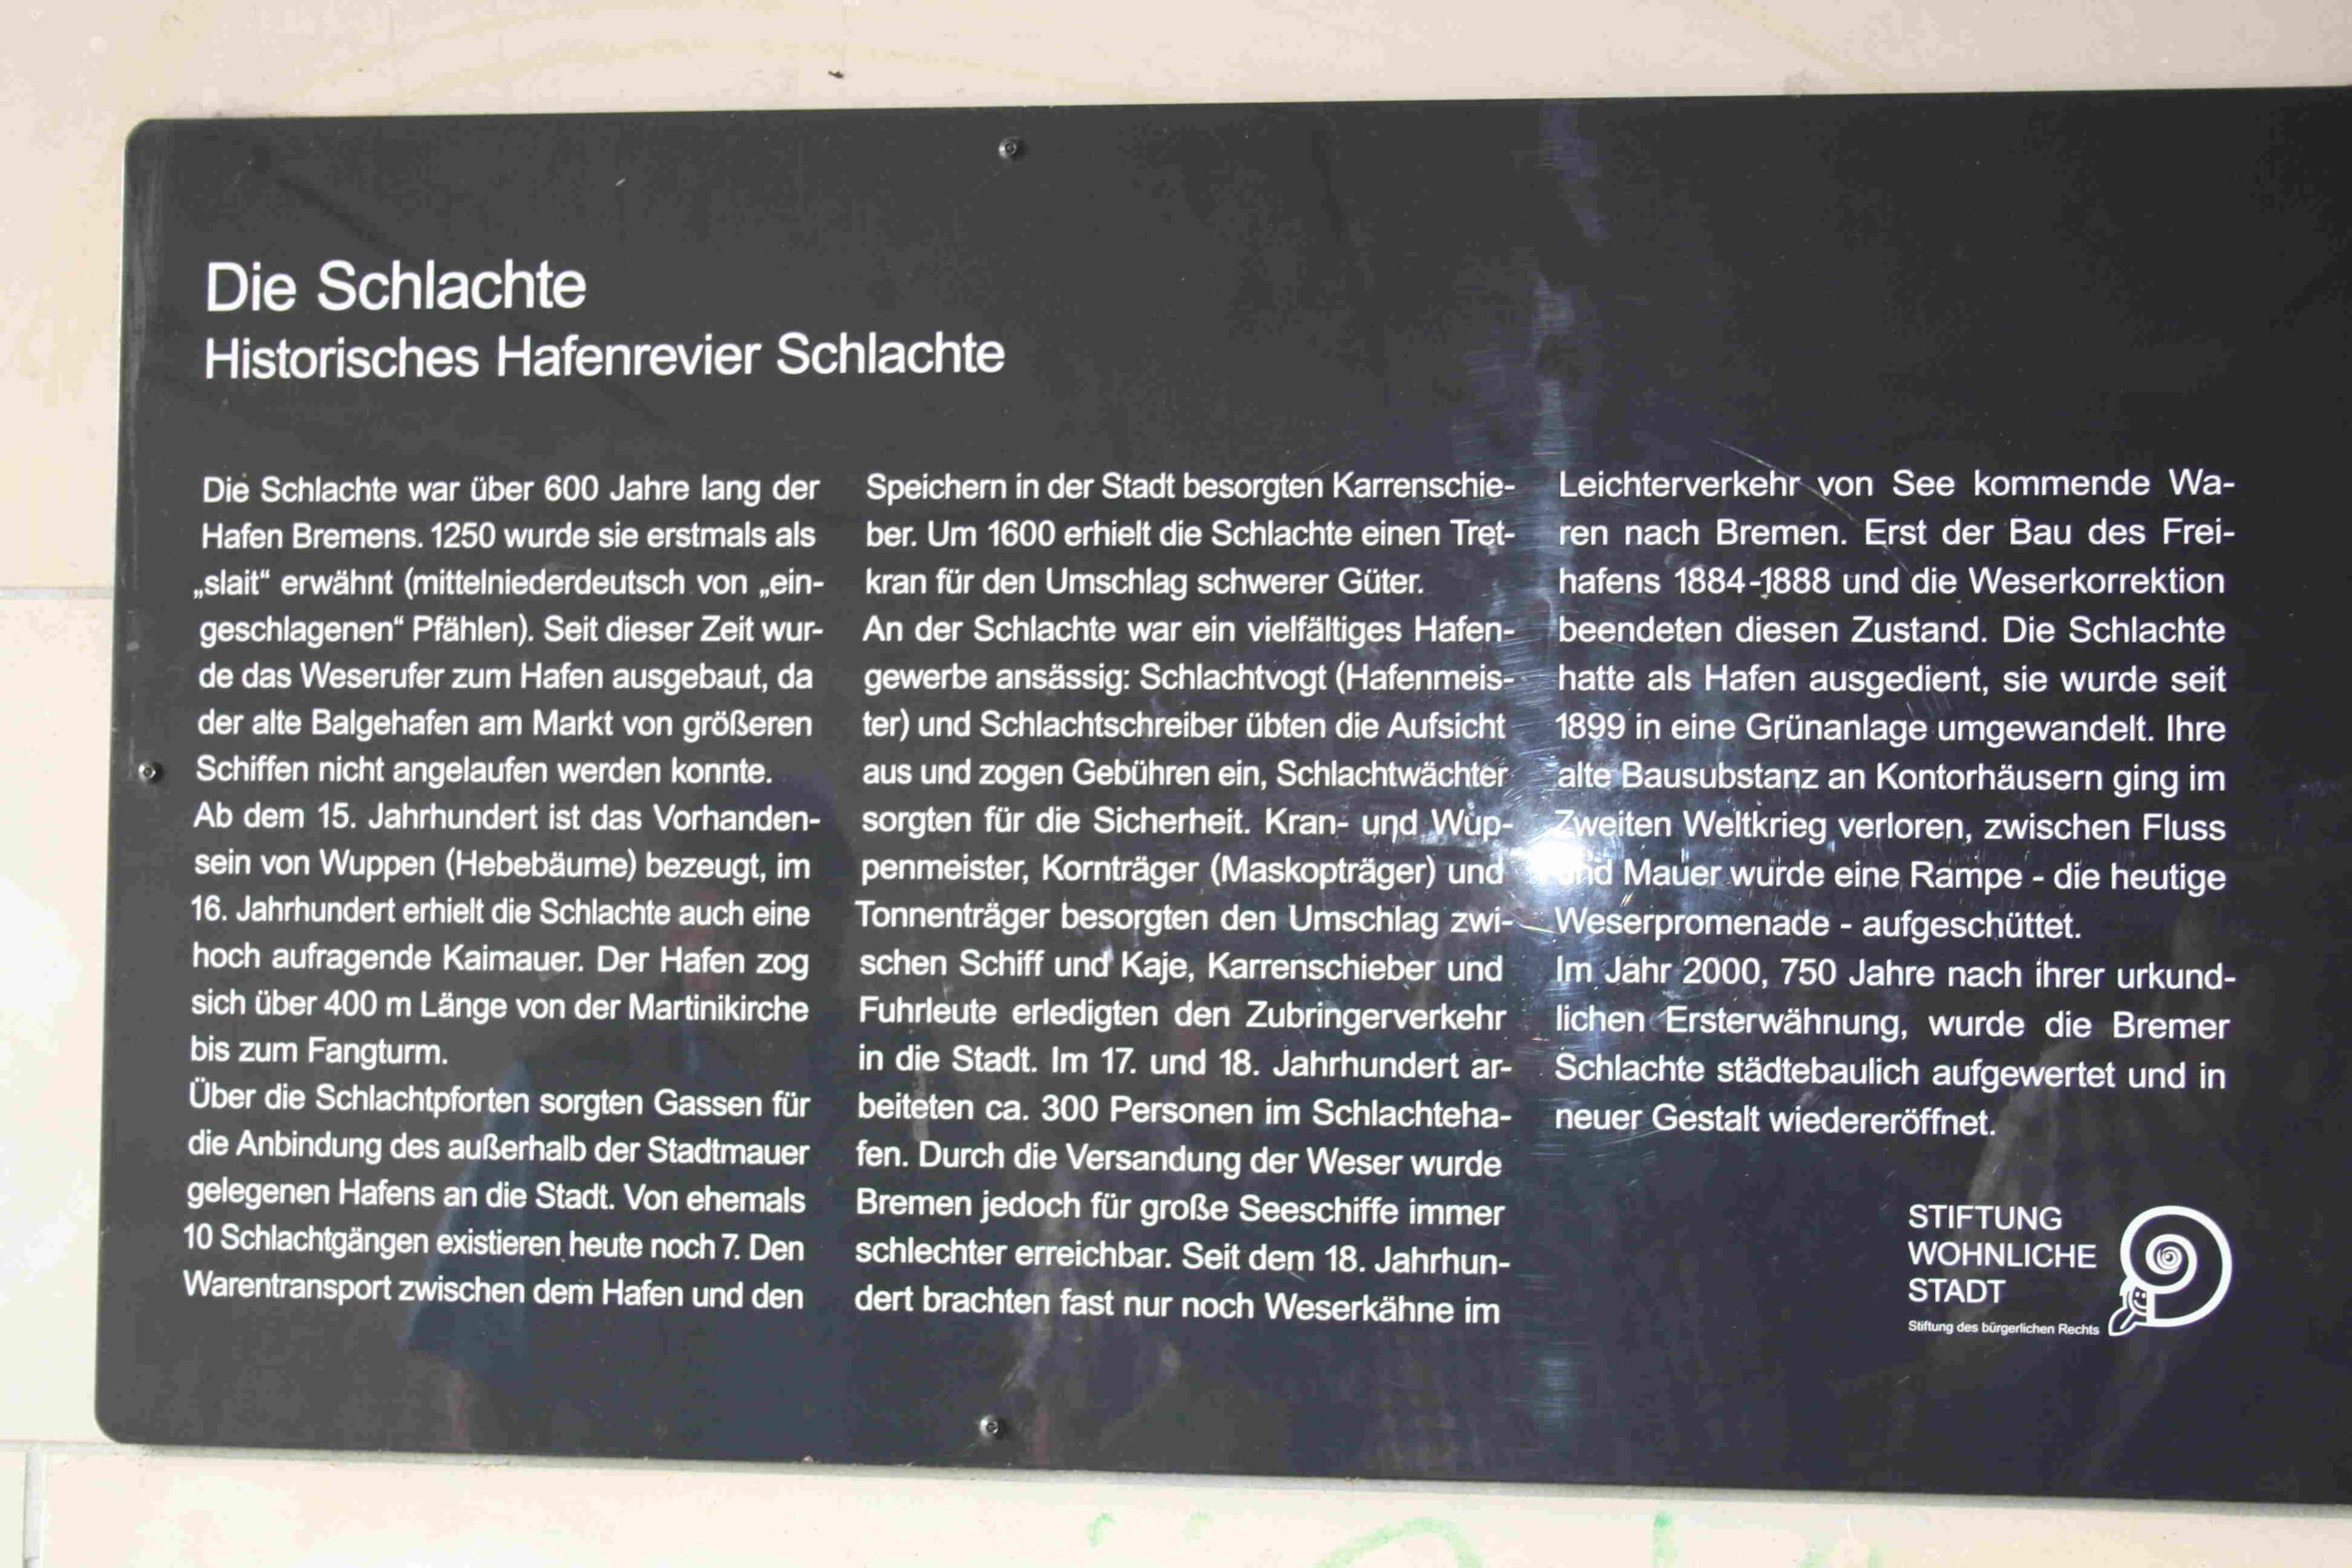 Die Schlachte
Historisches Hafenrevier Schlachte
Die Schlachte war über 600 Jahre lang der
Hafen Bremens. 1250 wurde sie erstmals als
„slait“ erwähnt (mittelniederdeutsch von „ein-
geschlagenen“ Pfählen). Seit dieser Zeit wur-
de das Weserufer zum Hafen ausgebaut, da
der alte Balgehafen am Markt von größeren
Schiffen nicht angelaufen werden konnte.
Ab dem 15. Jahrhundert ist das Vorhanden-
sein von Wuppen (Hebebäume) bezeugt, im
16. Jahrhundert erhielt die Schlachte auch eine
hoch aufragende Kaimauer. Der Hafen zog
sich über 400 m Länge von der Martinikirche
bis zum Fangturm.
Über die Schlachtpforten sorgten Gassen für
die Anbindung des außerhalb der Stadtmauer
gelegenen Hafens an die Stadt. Von ehemals
10 Schlachtgängen existieren heute noch 7. Den
Warentransport zwischen dem Hafen und den
Speichern in der Stadt besorgten Karrenschie-
ber. Um 1600 erhielt die Schlachte einen Tret-
kran für den Umschlag schwerer Güter.
An der Schlachte war ein vielfältiges Hafen-
gewerbe ansässig: Schlachtvogt (Hafenmeis-
ter) und Schlachtschreiber übten die Aufsicht
aus und zogen Gebühren ein, Schlachtwächter
sorgten für die Sicherheit. Kran- und Wup-
penmeister, Kornträger (Maskopträger) und
Tonnenträger besorgten den Umschlag zwi-
schen Schiff und Kaje, Karrenschieber und
Fuhrleute erledigten den Zubringerverkehr
in die Stadt. Im 17. und 18. Jahrhundert ar-
beiteten ca. 300 Personen im Schlachteha-
fen. Durch die Versandung der Weser wurde
Bremen jedoch für große Seeschiffe immer
schlechter erreichbar. Seit dem 18. Jahrhun-
dert brachten fast nur noch Weserkähne im
Leichterverkehr von See kommende Wa-
ren nach Bremen. Erst der Bau des Frei-
hafens 1884-1888 und die Weserkorrektion
beendeten diesen Zustand. Die Schlachte
hatte als Hafen ausgedient, sie wurde seit
1899 in eine Grünanlage umgewandelt. Ihre
alte Bausubstanz an Kontorhäusern ging im
Zweiten Weltkrieg verloren, zwischen Fluss
und Mauer wurde eine Rampe - die heutige
Weserpromenade - aufgeschüttet.
Im Jahr 2000, 750 Jahre nach ihrer urkund-
lichen Ersterwähnung, wurde die Bremer
Schlachte städtebaulich aufgewertet und in
neuer Gestalt wiedereröffnet.
STIFTUNG
WOHNLICHE
STADT
Stiftung des bürgerlichen Rechts